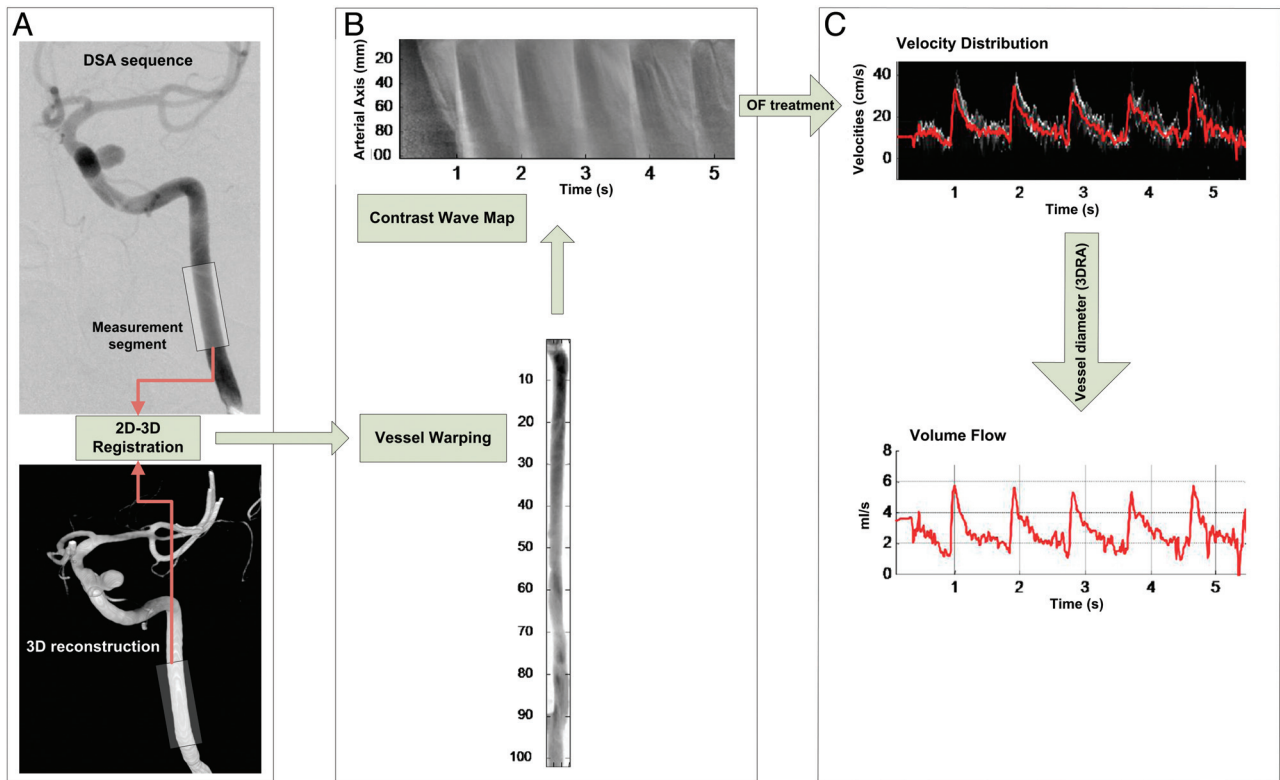 A
DSA sequence
Measurement
segment
2D-3D
Registration
3D reconstruction
B
Arterial Axis (mm)
20
40
60
80
00
1 2 3 4 5
Time (s)
Contrast Wave Map
Vessel Warping
10
20
30
40
50
60
70
80
90
100
OF treatment
C
Velocity Distribution
Velocities (cm/s)
40
20
0
1 2 3 4 5
Time (s)
Vessel diameter (3DRA)
Volume Flow
ml/s
8
6
4
2
0
1 2 3 4 5
Time (s)